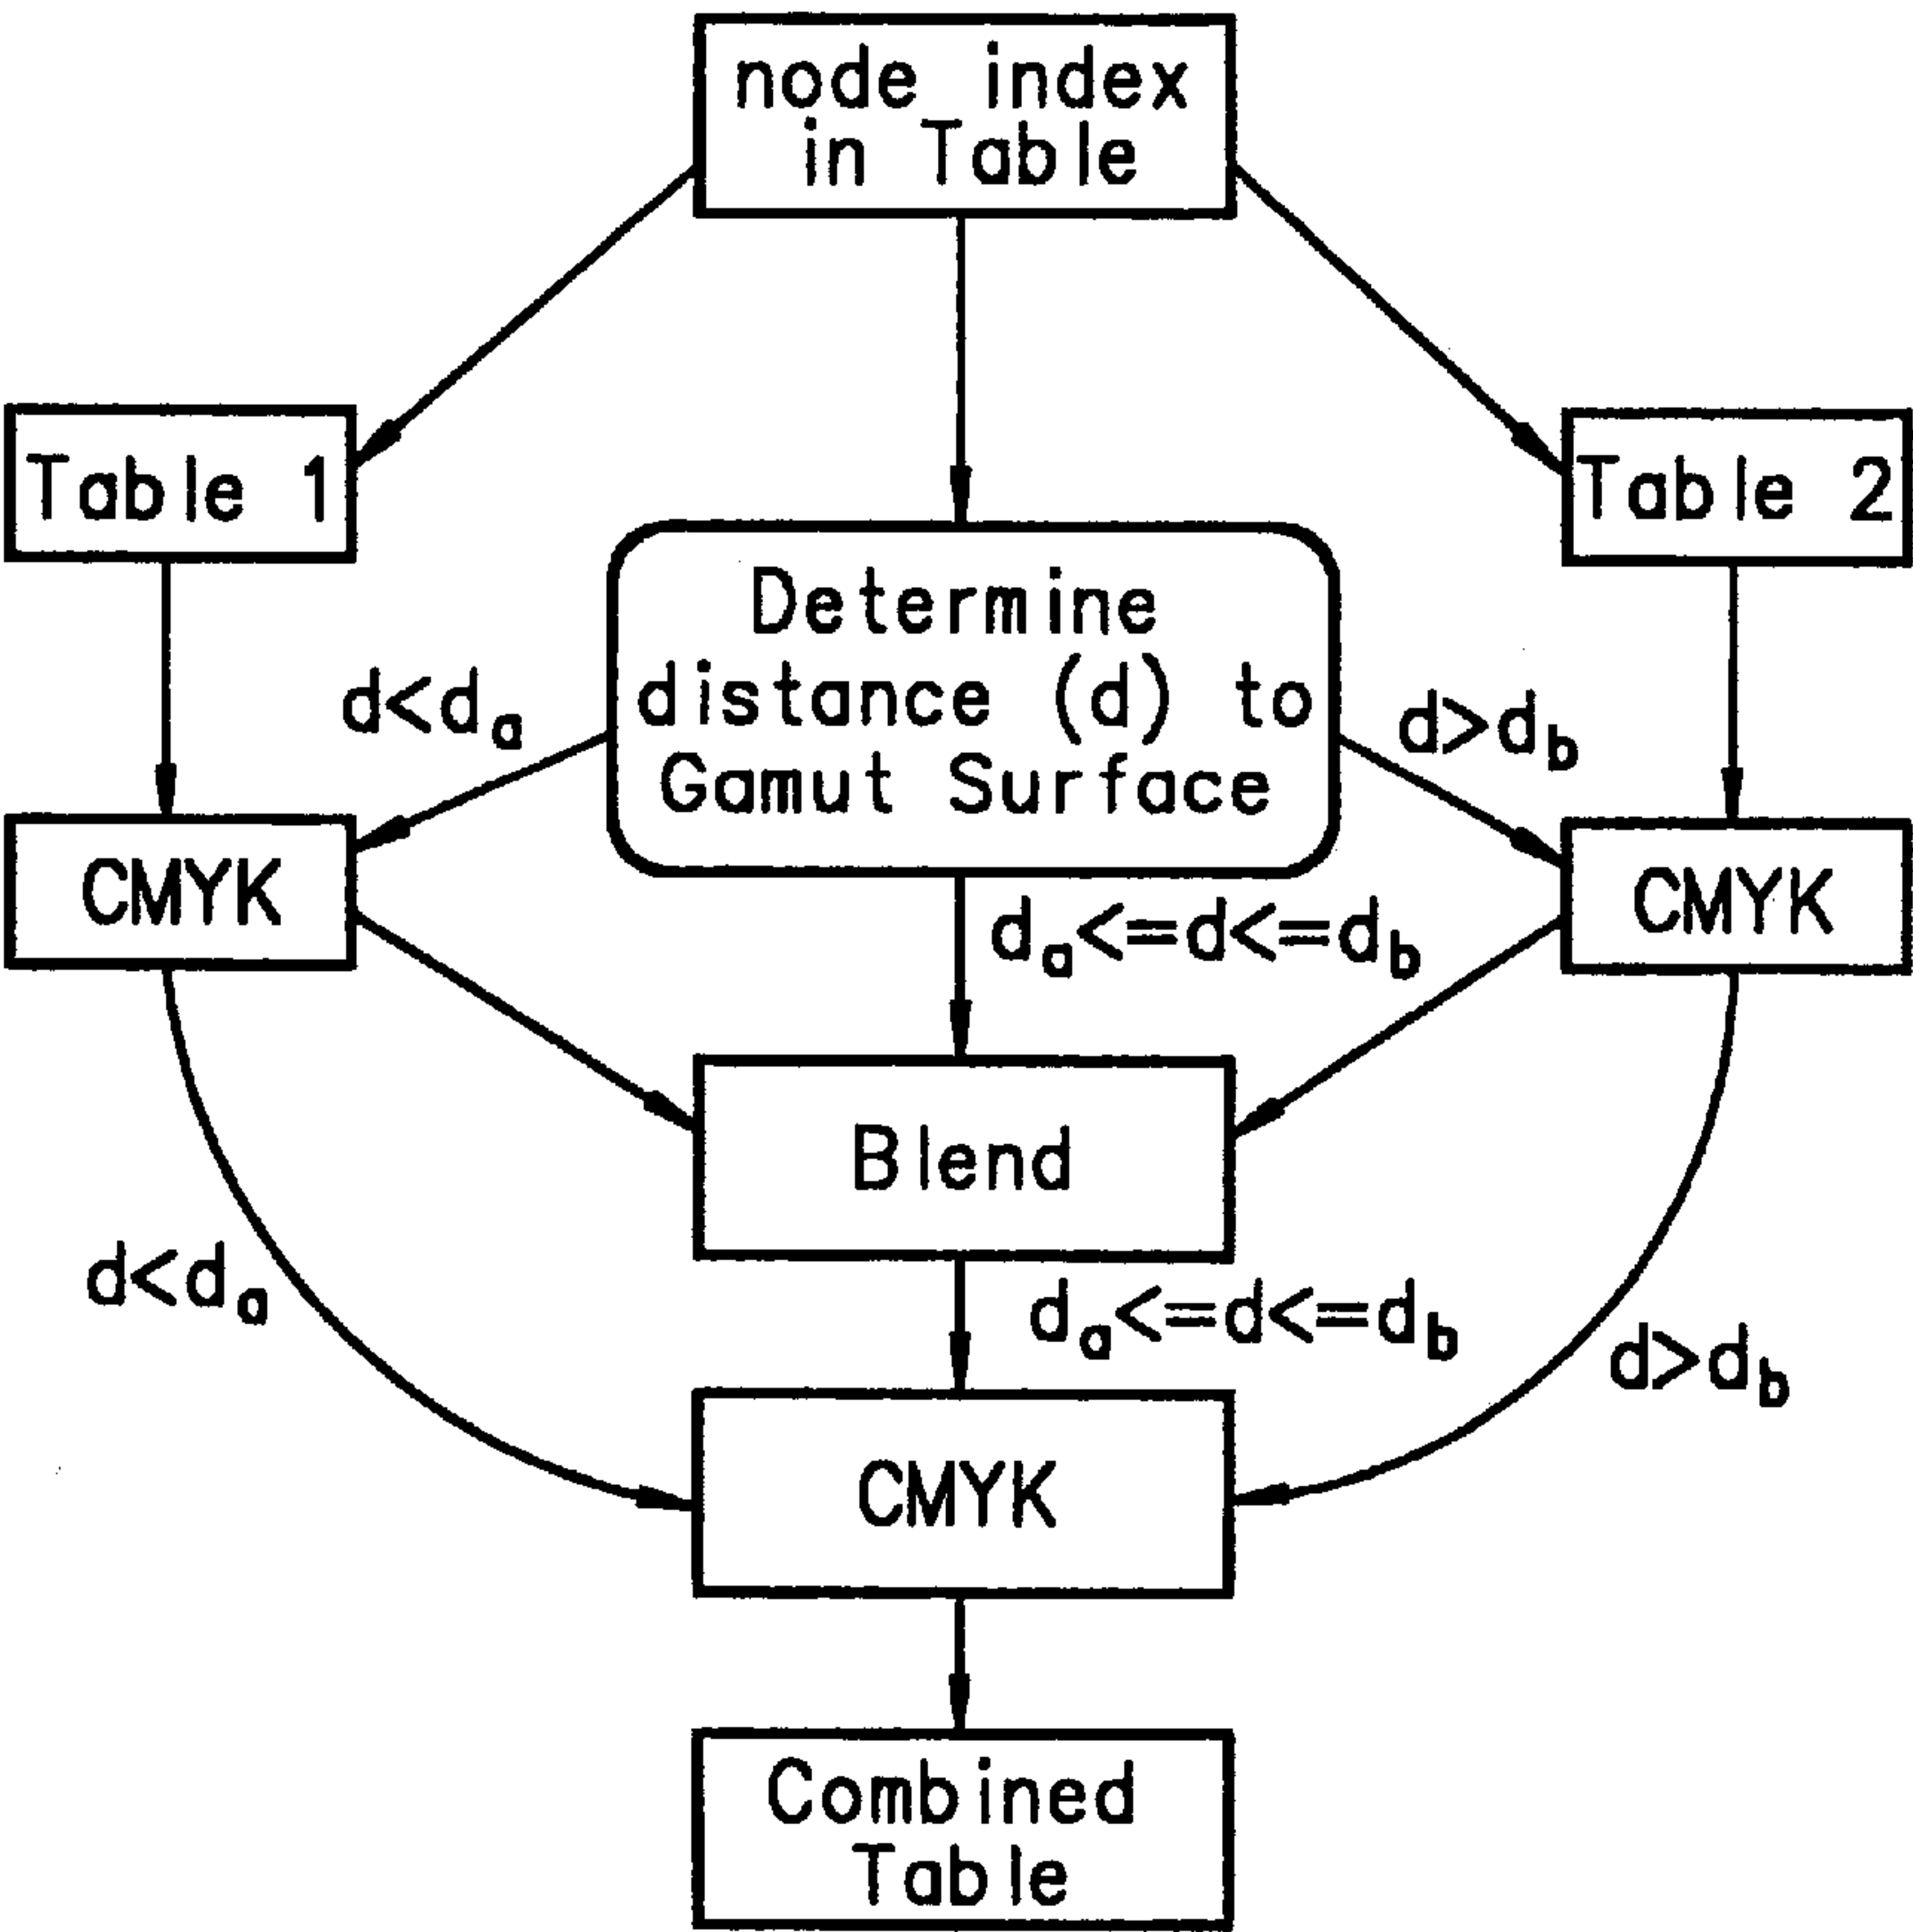 node index
in Table
Table 1
Table 2
Determine
distance (d) to
Gamut Surface
d<da
d>db
CMYK
CMYK
da<=d<=db
Blend
d<da
da<=d<=db
d>db
CMYK
Combined
Table